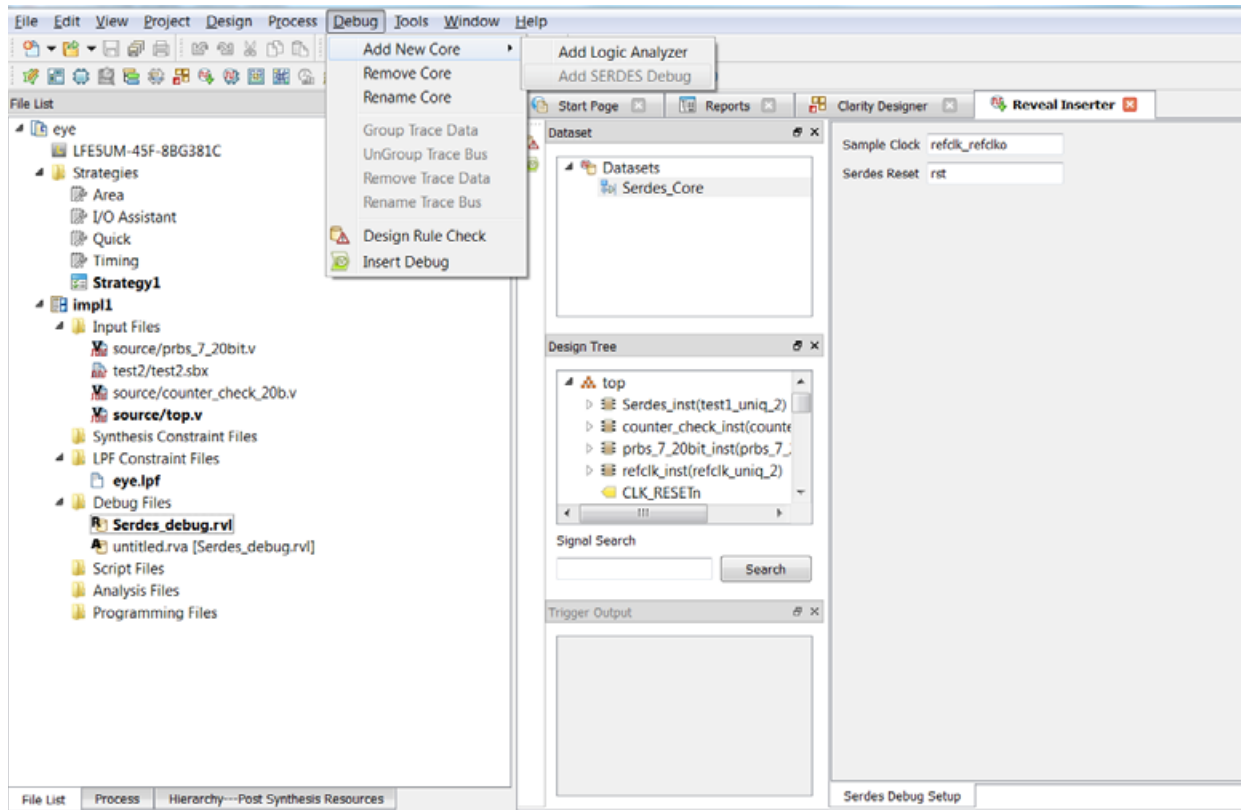 File Edit View Project Design Process Debug Tools Window Help
Add New Core
Remove Core
Rename Core
Group Trace Data
UnGroup Trace Bus
Remove Trace Data
Rename Trace Bus
Design Rule Check
Insert Debug
Add Logic Analyzer
Add SERDES Debug
File List
eye
LFE5UM-45F-8BG381C
Strategies
Area
I/O Assistant
Quick
Timing
Strategy1
impl1
Input Files
source/prbs_7_20bit.v
test2/test2.sbx
source/counter_check_20b.v
source/top.v
Synthesis Constraint Files
LPF Constraint Files
eye.lpf
Debug Files
Serdes_debug.rvl
untitled.rva [Serdes_debug.rvl]
Script Files
Analysis Files
Programming Files
File List Process Hierarchy---Post Synthesis Resources
Start Page Reports Clarity Designer Reveal Inserter
Dataset
Datasets
Serdes_Core
Design Tree
top
Serdes_inst(test1_uniq_2)
counter_check_inst(counte
prbs_7_20bit_inst(prbs_7_
refclk_inst(refclk_uniq_2)
CLK_RESETn
Signal Search
Search
Trigger Output
Sample Clock refclk_refclko
Serdes Reset rst
Serdes Debug Setup